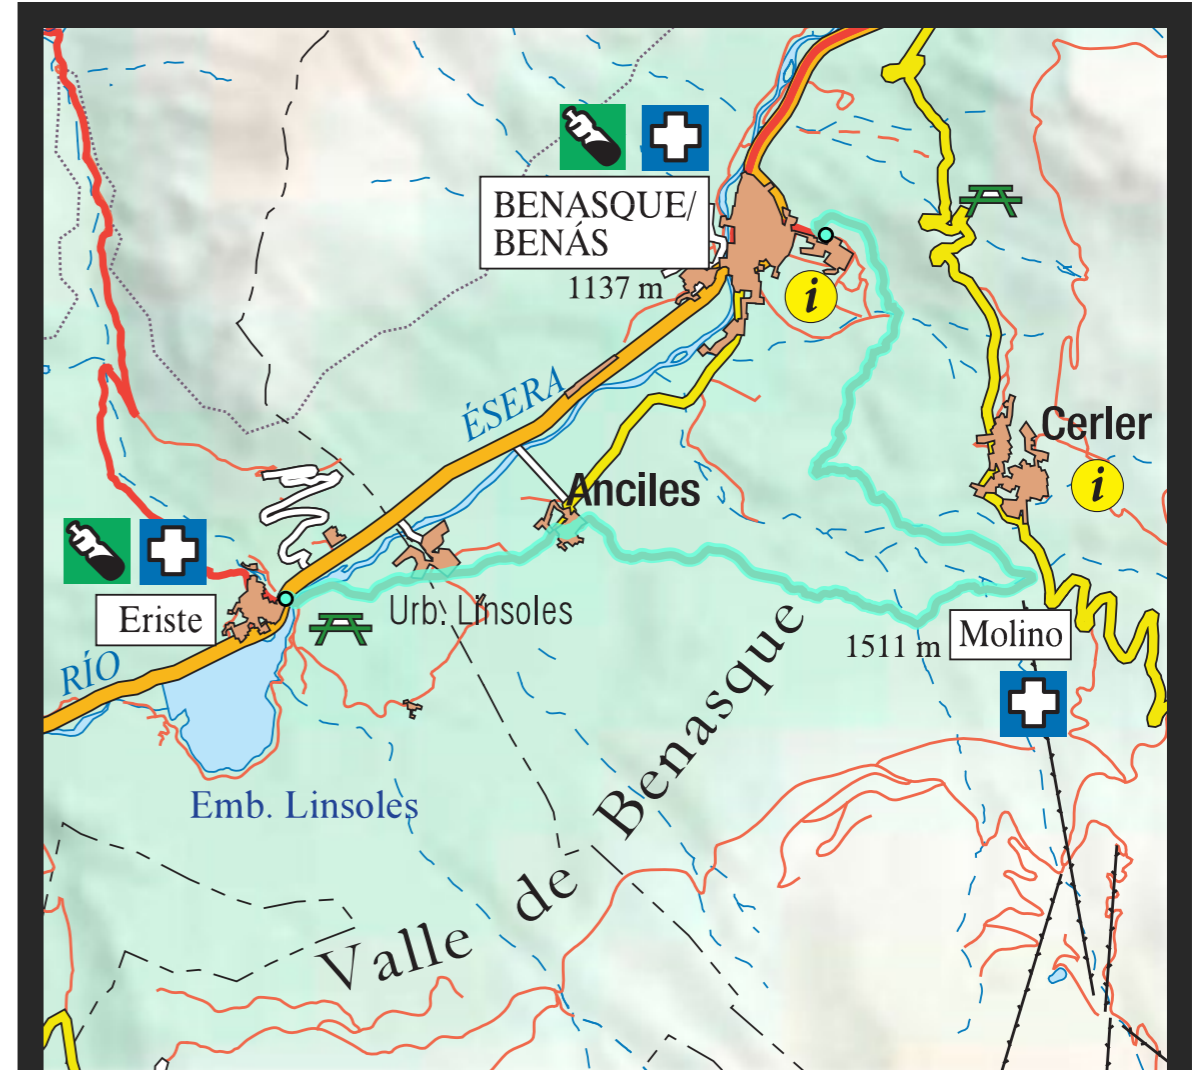 BENASQUE/
BENÁS
1137 m
i
ÉSERA
Cerler
i
Anciles
Eriste
Urb. Linsoles
1511 m
Molino
RÍO
Emb. Linsoles
Valle de Benasque